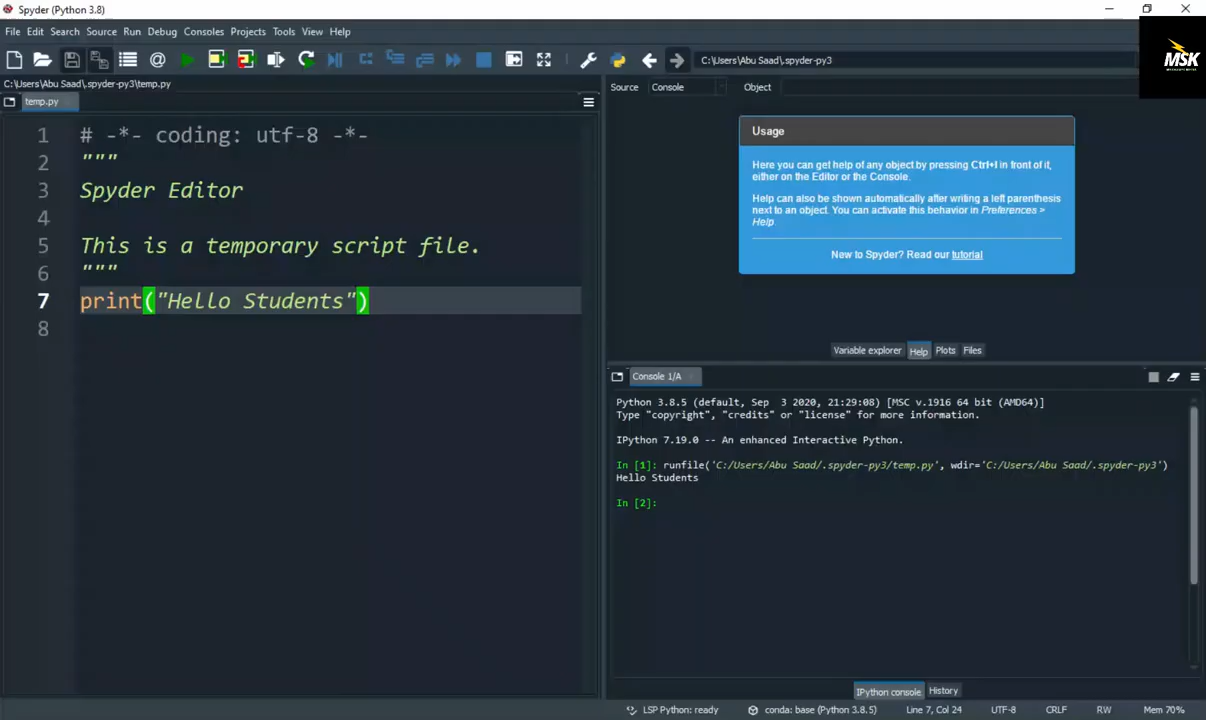 Spyder (Python 3.8)
File Edit Search Source Run Debug Consoles Projects Tools View Help
C:\Users\Abu Saad\.spyder-py3
MSK
C:\Users\Abu Saad\.spyder-py3\temp.py
temp.py
1 # -*- coding: utf-8 -*-
2 """
3 Spyder Editor
4
5 This is a temporary script file.
6 """
7 print("Hello Students")
8
Source Console Object
Usage
Here you can get help of any object by pressing Ctrl+I in front of it,
either on the Editor or the Console.
Help can also be shown automatically after writing a left parenthesis
next to an object. You can activate this behavior in Preferences >
Help.
New to Spyder? Read our tutorial
Variable explorer Help Plots Files
Console 1/A
Python 3.8.5 (default, Sep  3 2020, 21:29:08) [MSC v.1916 64 bit (AMD64)]
Type "copyright", "credits" or "license" for more information.
IPython 7.19.0 -- An enhanced Interactive Python.
In [1]: runfile('C:/Users/Abu Saad/.spyder-py3/temp.py', wdir='C:/Users/Abu Saad/.spyder-py3')
Hello Students
In [2]:
IPython console History
LSP Python: ready conda: base (Python 3.8.5) Line 7, Col 24 UTF-8 CRLF RW Mem 70%